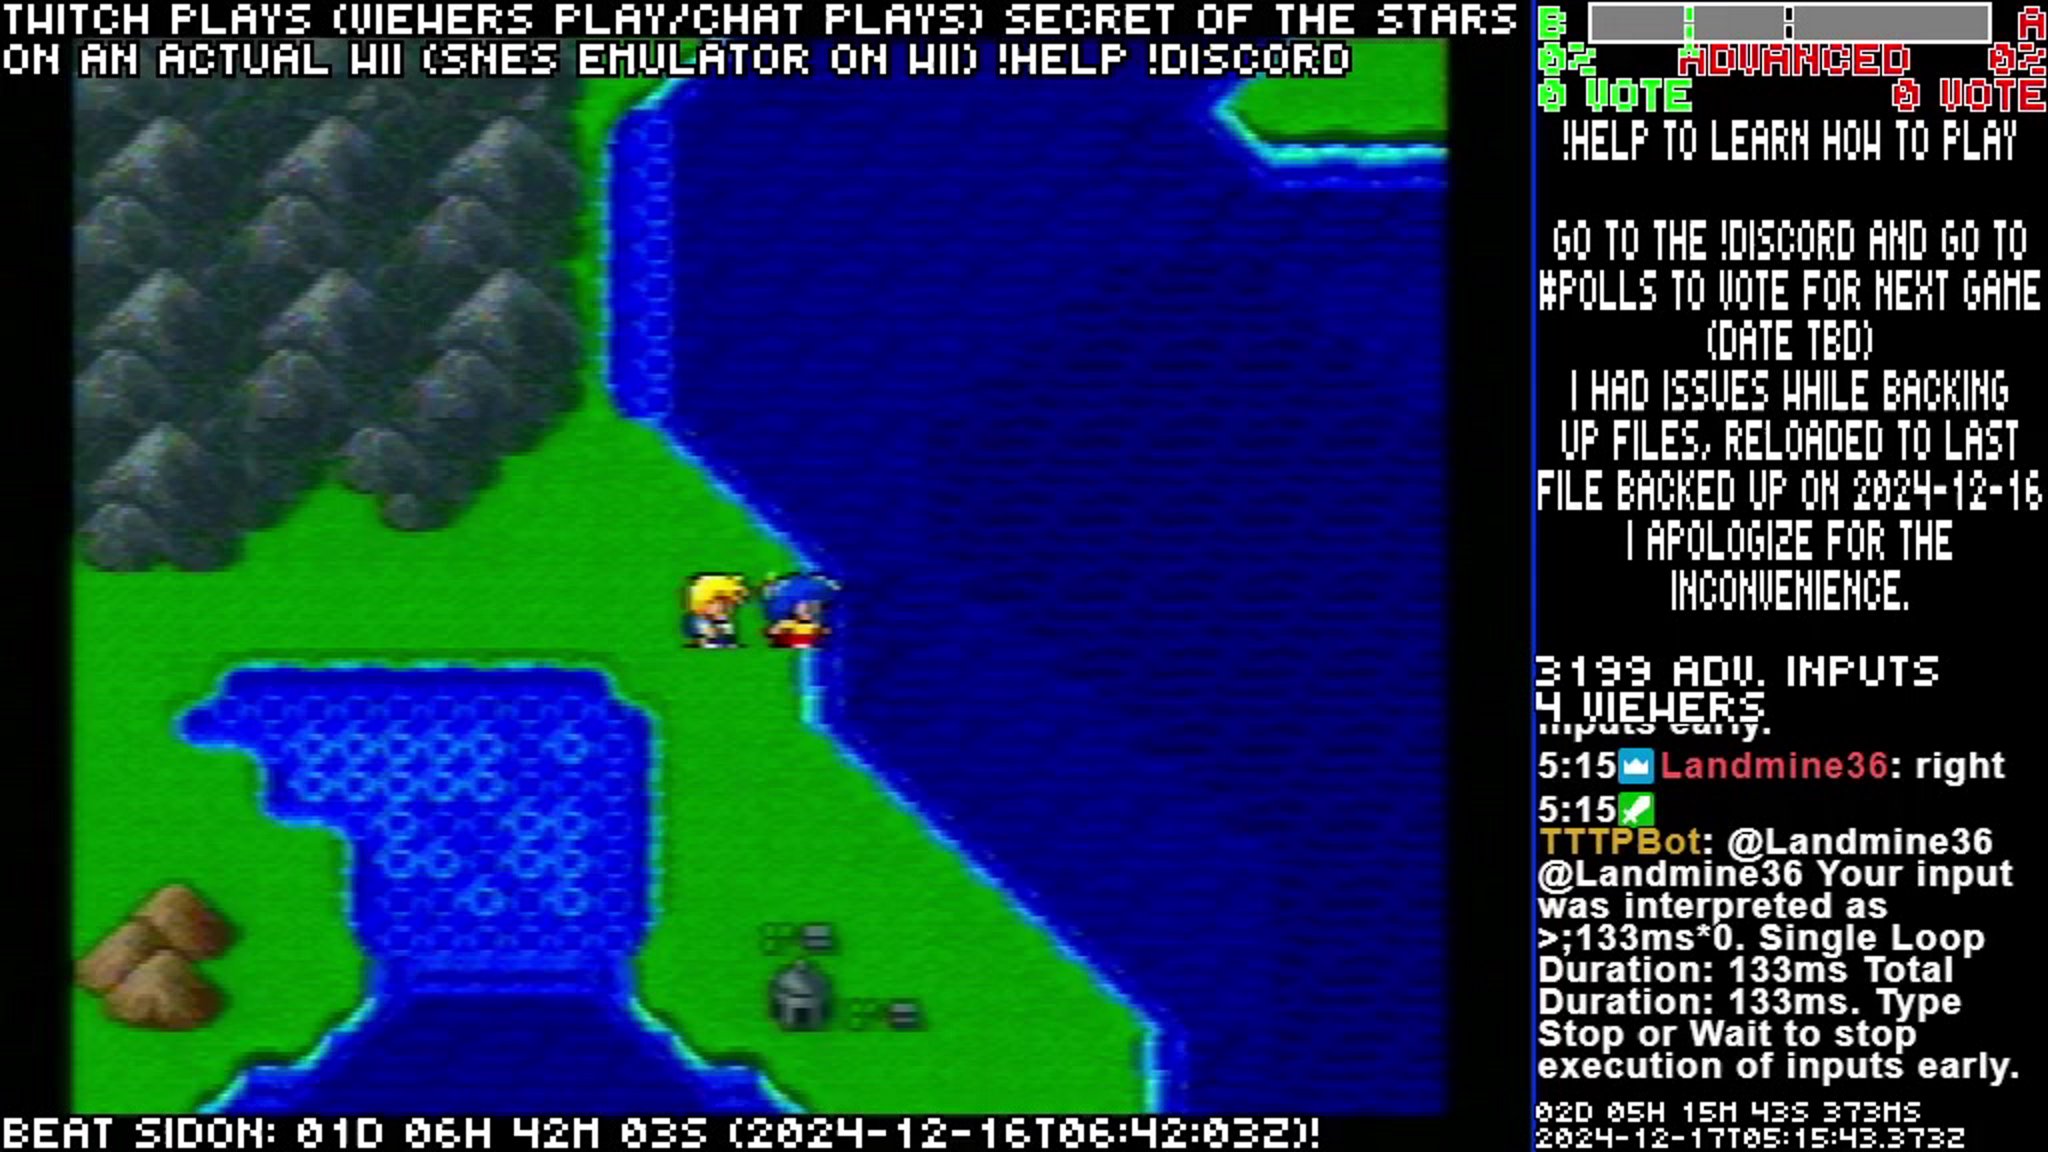 TWITCH PLAYS (VIEWERS PLAY/CHAT PLAYS) SECRET OF THE STARS
ON AN ACTUAL WII (SNES EMULATOR ON WII) !HELP !DISCORD
B A
0% ADVANCED 0%
0 VOTE 0 VOTE
!HELP TO LEARN HOW TO PLAY
GO TO THE !DISCORD AND GO TO
#POLLS TO VOTE FOR NEXT GAME
(DATE TBD)
I HAD ISSUES WHILE BACKING
UP FILES, RELOADED TO LAST
FILE BACKED UP ON 2024-12-16
I APOLOGIZE FOR THE
INCONVENIENCE.
3199 ADV. INPUTS
4 VIEWERS
inputs early.
5:15 Landmine36: right
5:15
TTTPBot: @Landmine36
@Landmine36 Your input
was interpreted as
>;133ms*0. Single Loop
Duration: 133ms Total
Duration: 133ms. Type
Stop or Wait to stop
execution of inputs early.
02D 05H 15M 43S 373MS
2024-12-17T05:15:43.373Z
BEAT SIDON: 01D 06H 42M 03S (2024-12-16T06:42:03Z)!